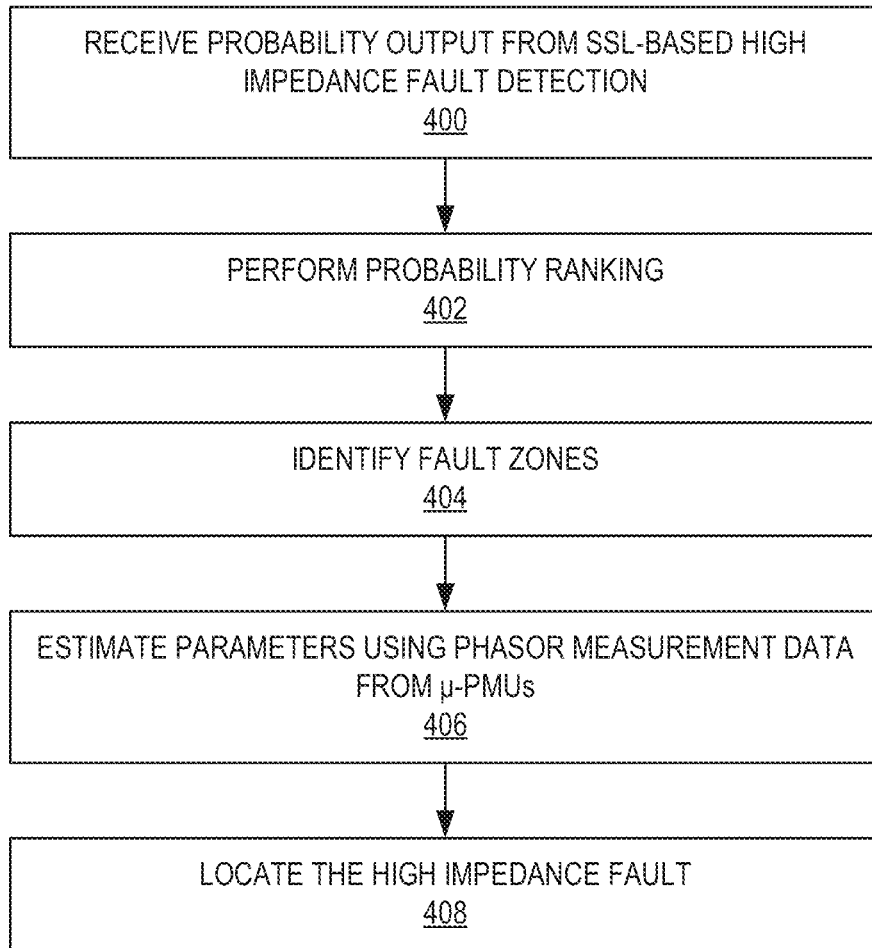 RECEIVE PROBABILITY OUTPUT FROM SSL-BASED HIGH
IMPEDANCE FAULT DETECTION
400
PERFORM PROBABILITY RANKING
402
IDENTIFY FAULT ZONES
404
ESTIMATE PARAMETERS USING PHASOR MEASUREMENT DATA
FROM µ-PMUs
406
LOCATE THE HIGH IMPEDANCE FAULT
408